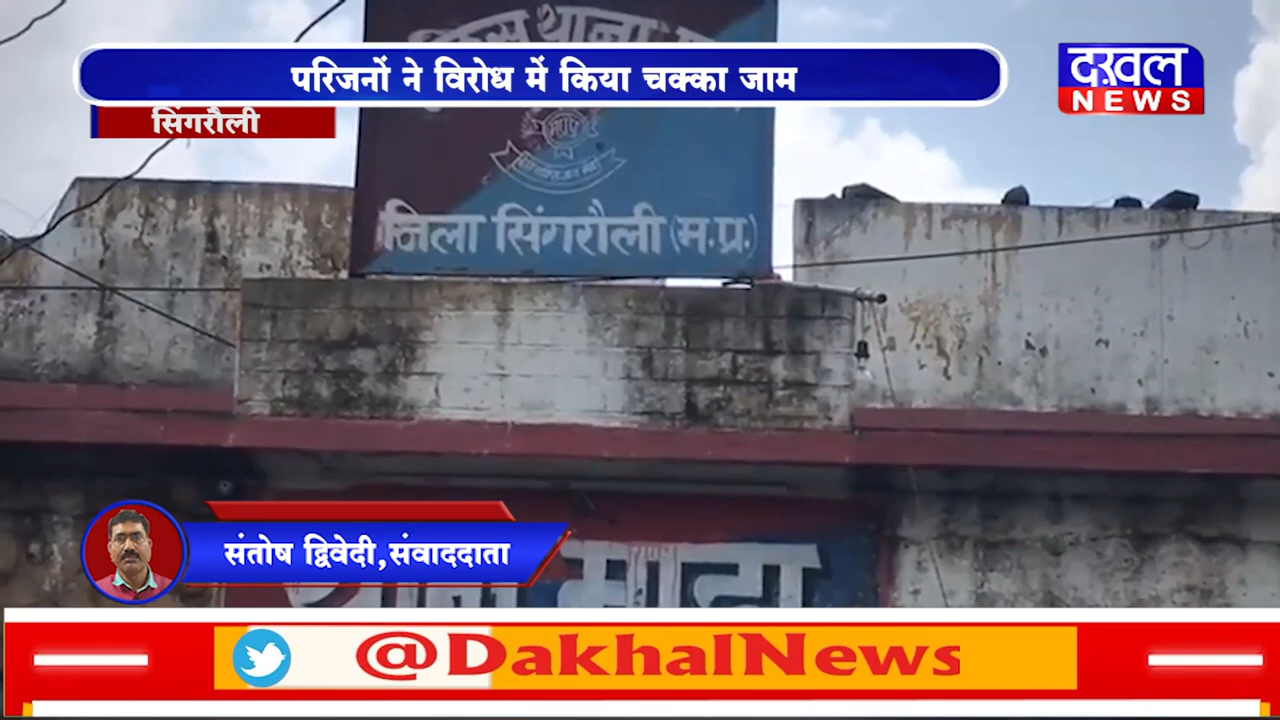 परिजनों ने विरोध में किया चक्का जाम
दख़ल
NEWS
सिंगरौली
जिला सिंगरौली (म.प्र.)
संतोष द्विवेदी,संवाददाता
@DakhalNews